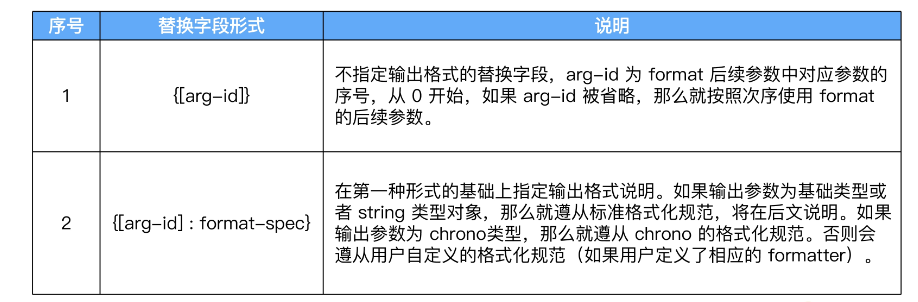 序号 替换字段形式 说明
1 {[arg-id]} 不指定输出格式的替换字段，arg-id 为 format 后续参数中对应参数的
序号，从 0 开始，如果 arg-id 被省略，那么就按照次序使用 format
的后续参数。
2 {[arg-id] : format-spec} 在第一种形式的基础上指定输出格式说明。如果输出参数为基础类型或
者 string 类型对象，那么就遵从标准格式化规范，将在后文说明。如果
输出参数为 chrono类型，那么就遵从 chrono 的格式化规范。否则会
遵从用户自定义的格式化规范（如果用户定义了相应的 formatter）。